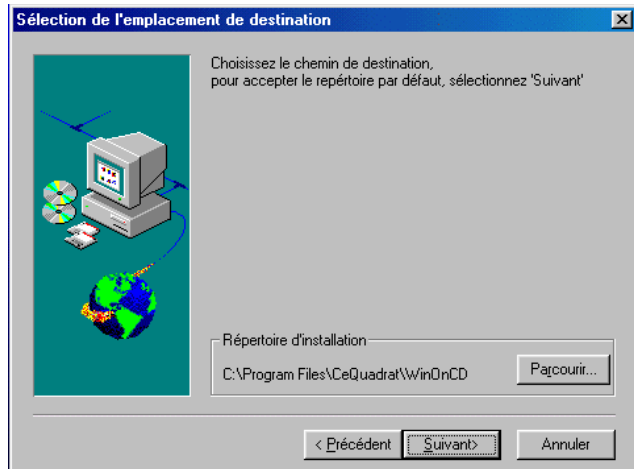 Sélection de l'emplacement de destination
Choisissez le chemin de destination,
pour accepter le repértoire par défaut, sélectionnez 'Suivant'
Répertoire d'installation
C:\Program Files\CeQuadrat\WinOnCD
Parcourir...
< Précédent
Suivant>
Annuler